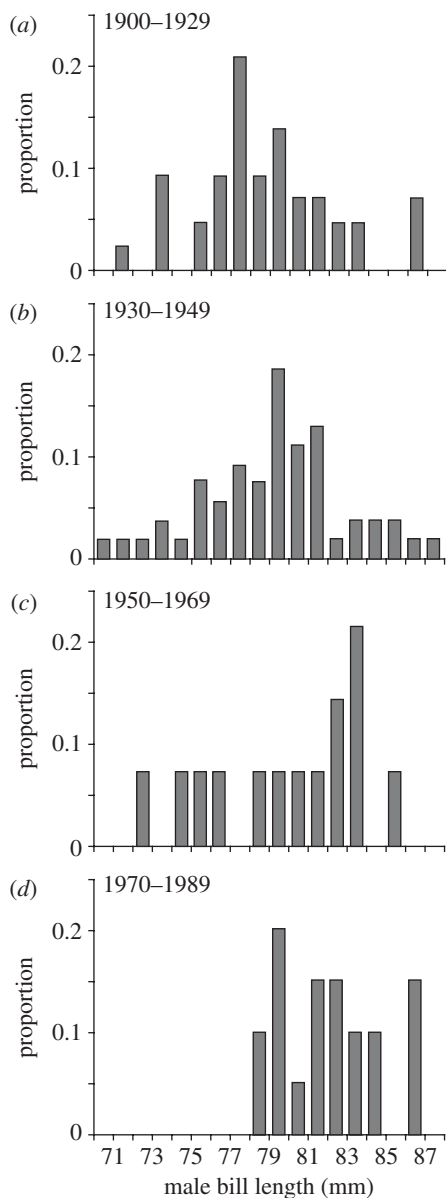 (a) 1900–1929
0.2
0.1
0
proportion
(b) 1930–1949
0.2
0.1
0
proportion
(c) 1950–1969
0.2
0.1
0
proportion
(d) 1970–1989
0.2
0.1
0
proportion
71 73 75 77 79 81 83 85 87
male bill length (mm)